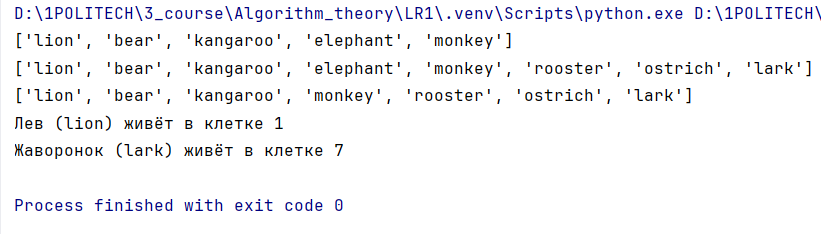 D:\1POLITECH\3_course\Algorithm_theory\LR1\.venv\Scripts\python.exe D:\1POLITECH\
['lion', 'bear', 'kangaroo', 'elephant', 'monkey']
['lion', 'bear', 'kangaroo', 'elephant', 'monkey', 'rooster', 'ostrich', 'lark']
['lion', 'bear', 'kangaroo', 'monkey', 'rooster', 'ostrich', 'lark']
Лев (lion) живёт в клетке 1
Жаворонок (lark) живёт в клетке 7
Process finished with exit code 0